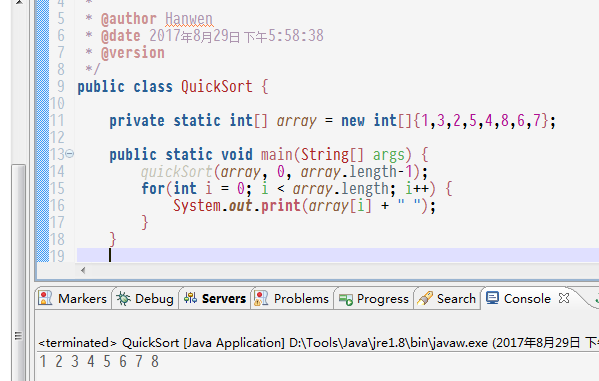 4 *
5 * @author Hanwen
6 * @date 2017年8月29日 下午5:58:38
7 * @version
8 */
9 public class QuickSort {
10
11 private static int[] array = new int[]{1,3,2,5,4,8,6,7};
12
13 public static void main(String[] args) {
14 quickSort(array, 0, array.length-1);
15 for(int i = 0; i < array.length; i++) {
16 System.out.print(array[i] + " ");
17 }
18 }
19
Markers Debug Servers Problems Progress Search Console
<terminated> QuickSort [Java Application] D:\Tools\Java\jre1.8\bin\javaw.exe (2017年8月29日 下
1 2 3 4 5 6 7 8